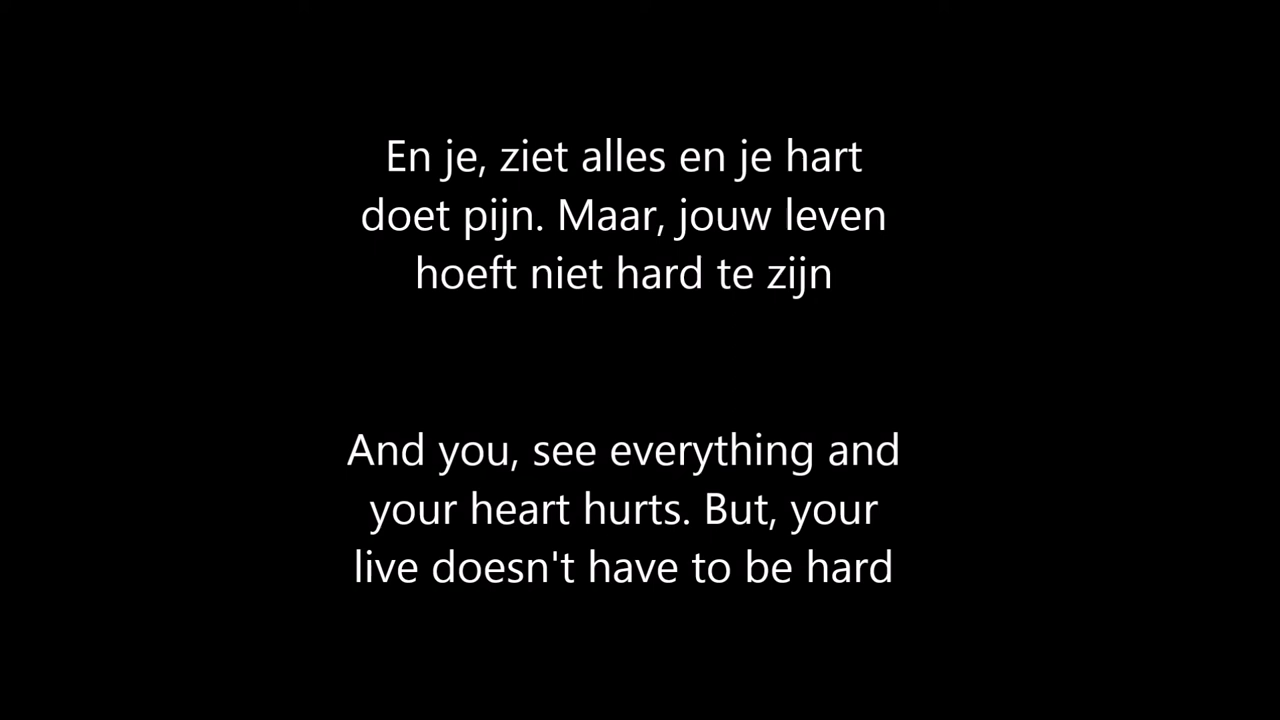 En je, ziet alles en je hart
doet pijn. Maar, jouw leven
hoeft niet hard te zijn
And you, see everything and
your heart hurts. But, your
live doesn't have to be hard